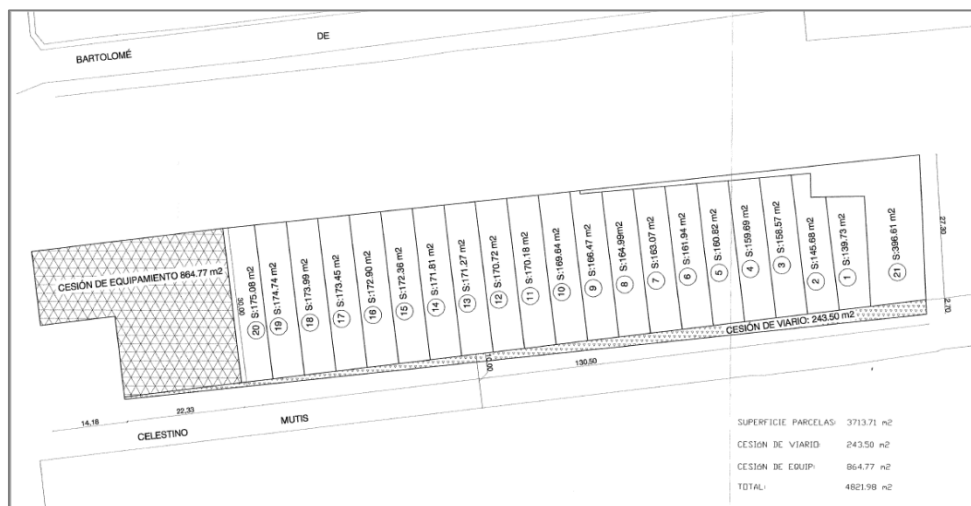 DE
BARTOLOMÉ
CESIÓN DE EQUIPAMIENTO 864.77 m2
30,00
20 S:175.08 m2
19 S:174.74 m2
18 S:173.99 m2
17 S:173.45 m2
16 S:172.90 m2
15 S:172.36 m2
14 S:171.81 m2
13 S:171.27 m2
12 S:170.72 m2
11 S:170.18 m2
10 S:169.64 m2
9 S:166.47 m2
8 S:164.99m2
7 S:163.07 m2
6 S:161.94 m2
5 S:160.82 m2
4 S:159.69 m2
3 S:158.57 m2
2 S:145.68 m2
1 S:139.73 m2
21 S:396.61 m2
27,30
2,70
CESIÓN DE VIARIO: 243.50 m2
10,00
130,50
22,33
14,18
CELESTINO
MUTIS
SUPERFICIE PARCELAS: 3713.71 m2
CESIÓN DE VIARIO: 243.50 m2
CESIÓN DE EQUIP: 864.77 m2
TOTAL: 4821.98 m2